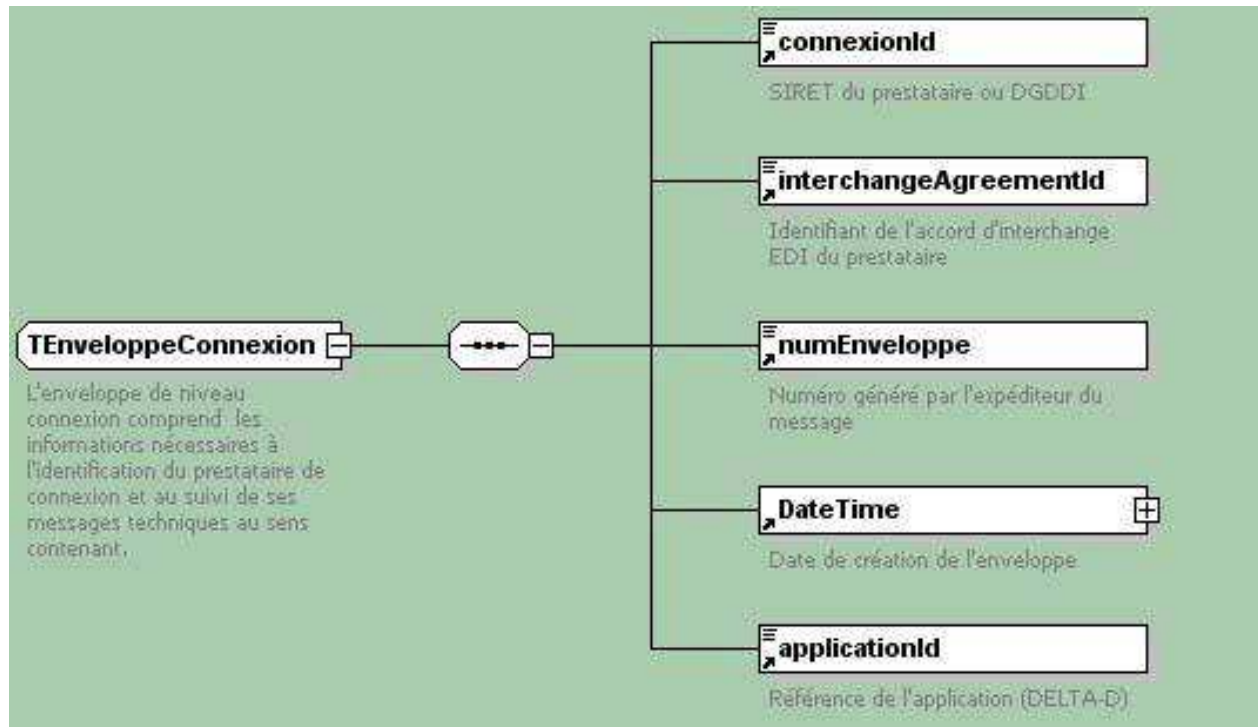 connexionId
SIRET du prestataire ou DGDDI
interchangeAgreementId
Identifiant de l'accord d'interchange
EDI du prestataire
TEnveloppeConnexion
L'enveloppe de niveau
connexion comprend les
informations nécessaires à
l'identification du prestataire de
connexion et au suivi de ses
messages techniques au sens
contenant.
numEnveloppe
Numéro généré par l'expéditeur du
message
DateTime
Date de création de l'enveloppe
applicationId
Référence de l'application (DELTA-D)